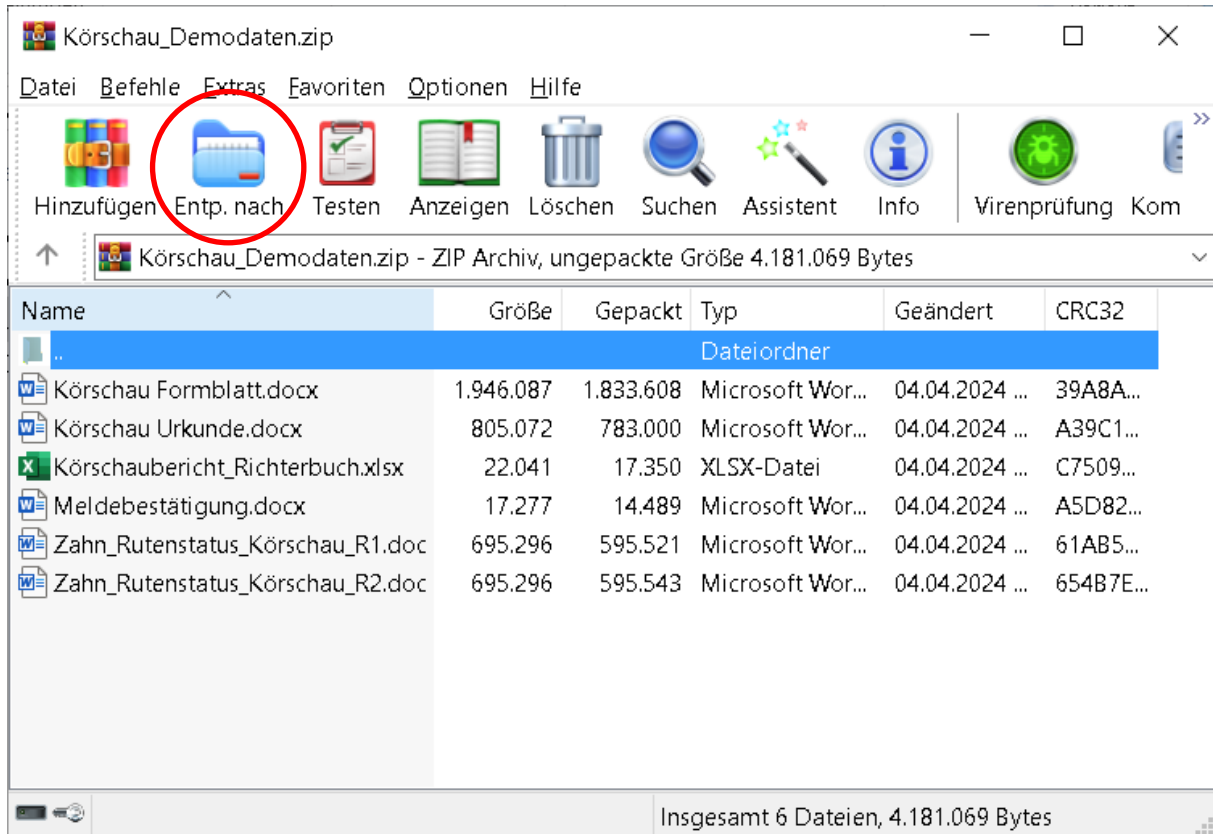 Körschau_Demodaten.zip
Datei Befehle Extras Favoriten Optionen Hilfe
Hinzufügen Entp. nach Testen Anzeigen Löschen Suchen Assistent Info Virenprüfung Kom
Körschau_Demodaten.zip - ZIP Archiv, ungepackte Größe 4.181.069 Bytes
Name Größe Gepackt Typ Geändert CRC32
.. Dateiordner
Körschau Formblatt.docx 1.946.087 1.833.608 Microsoft Wor... 04.04.2024 ... 39A8A...
Körschau Urkunde.docx 805.072 783.000 Microsoft Wor... 04.04.2024 ... A39C1...
Körschaubericht_Richterbuch.xlsx 22.041 17.350 XLSX-Datei 04.04.2024 ... C7509...
Meldebestätigung.docx 17.277 14.489 Microsoft Wor... 04.04.2024 ... A5D82...
Zahn_Rutenstatus_Körschau_R1.doc 695.296 595.521 Microsoft Wor... 04.04.2024 ... 61AB5...
Zahn_Rutenstatus_Körschau_R2.doc 695.296 595.543 Microsoft Wor... 04.04.2024 ... 654B7E...
Insgesamt 6 Dateien, 4.181.069 Bytes